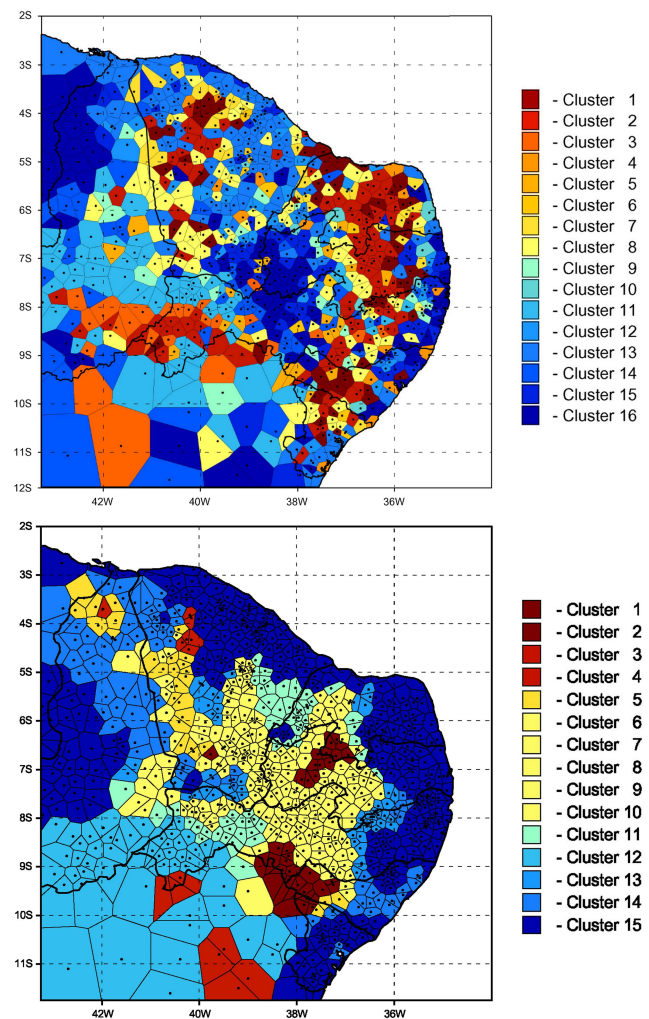 2S
3S
4S
5S
6S
7S
8S
9S
10S
11S
12S
42W 40W 38W 36W
- Cluster 1
- Cluster 2
- Cluster 3
- Cluster 4
- Cluster 5
- Cluster 6
- Cluster 7
- Cluster 8
- Cluster 9
- Cluster 10
- Cluster 11
- Cluster 12
- Cluster 13
- Cluster 14
- Cluster 15
- Cluster 16
2S
3S
4S
5S
6S
7S
8S
9S
10S
11S
42W 40W 38W 36W
- Cluster 1
- Cluster 2
- Cluster 3
- Cluster 4
- Cluster 5
- Cluster 6
- Cluster 7
- Cluster 8
- Cluster 9
- Cluster 10
- Cluster 11
- Cluster 12
- Cluster 13
- Cluster 14
- Cluster 15